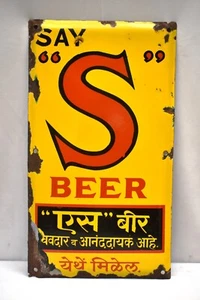 SAY
“S”
BEER
"एस" बीर
चवदार व आनंददायक आहे.
येथें मिळेल.